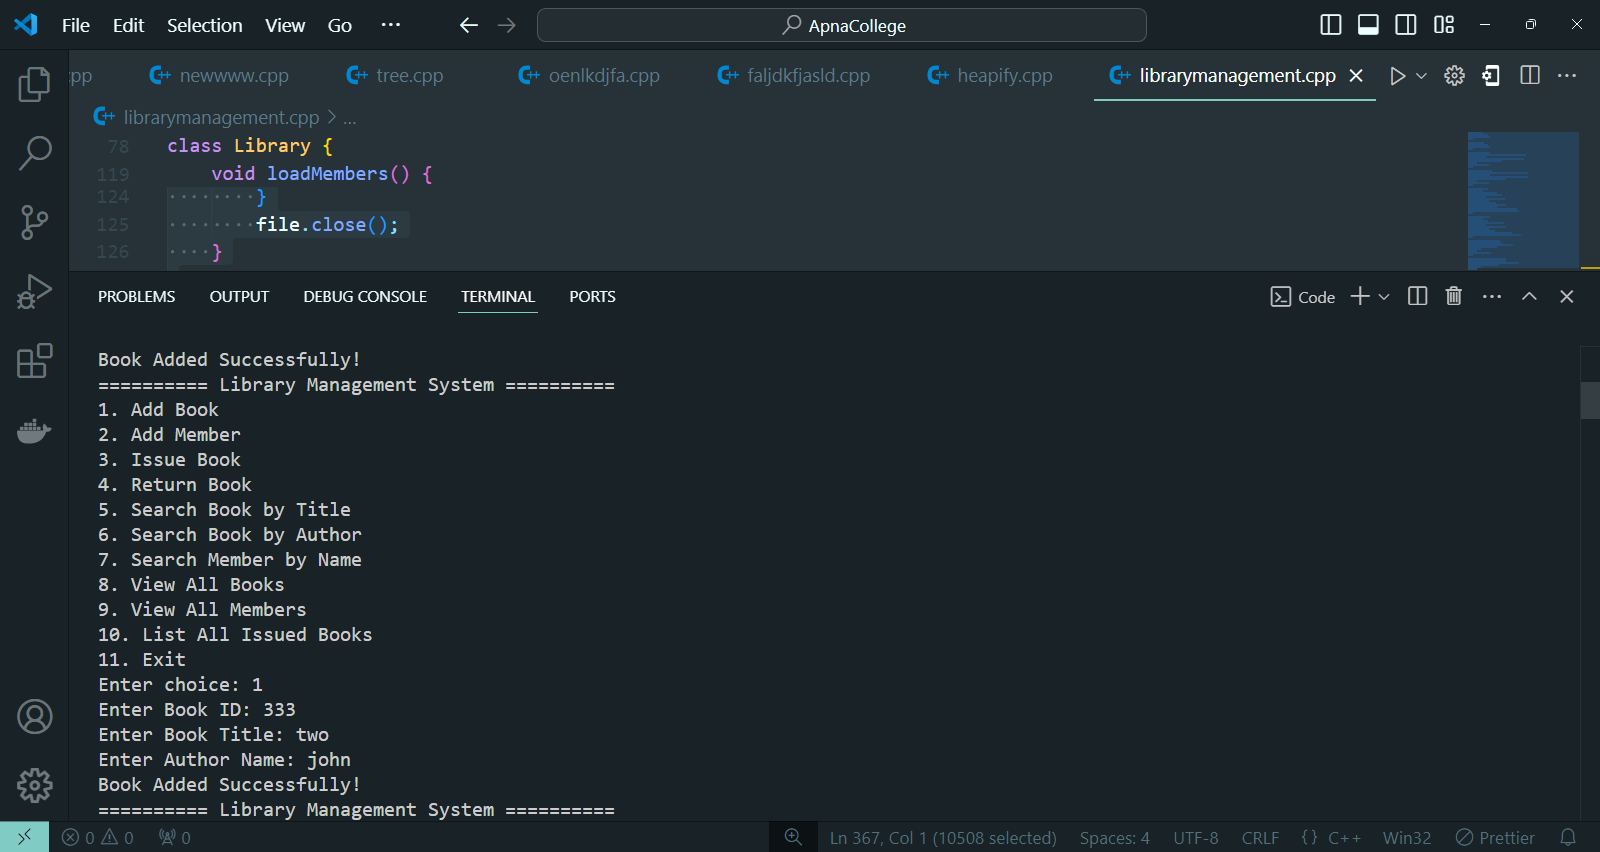 File Edit Selection View Go ··· ApnaCollege
cpp newwww.cpp tree.cpp oenlkdjfa.cpp faljdkfjasld.cpp heapify.cpp librarymanagement.cpp
librarymanagement.cpp > ...
78 class Library {
119 void loadMembers() {
124 }
125 file.close();
126 }
PROBLEMS OUTPUT DEBUG CONSOLE TERMINAL PORTS Code
Book Added Successfully!
========== Library Management System ==========
1. Add Book
2. Add Member
3. Issue Book
4. Return Book
5. Search Book by Title
6. Search Book by Author
7. Search Member by Name
8. View All Books
9. View All Members
10. List All Issued Books
11. Exit
Enter choice: 1
Enter Book ID: 333
Enter Book Title: two
Enter Author Name: john
Book Added Successfully!
========== Library Management System ==========
0 0 0 Ln 367, Col 1 (10508 selected) Spaces: 4 UTF-8 CRLF {} C++ Win32 Prettier